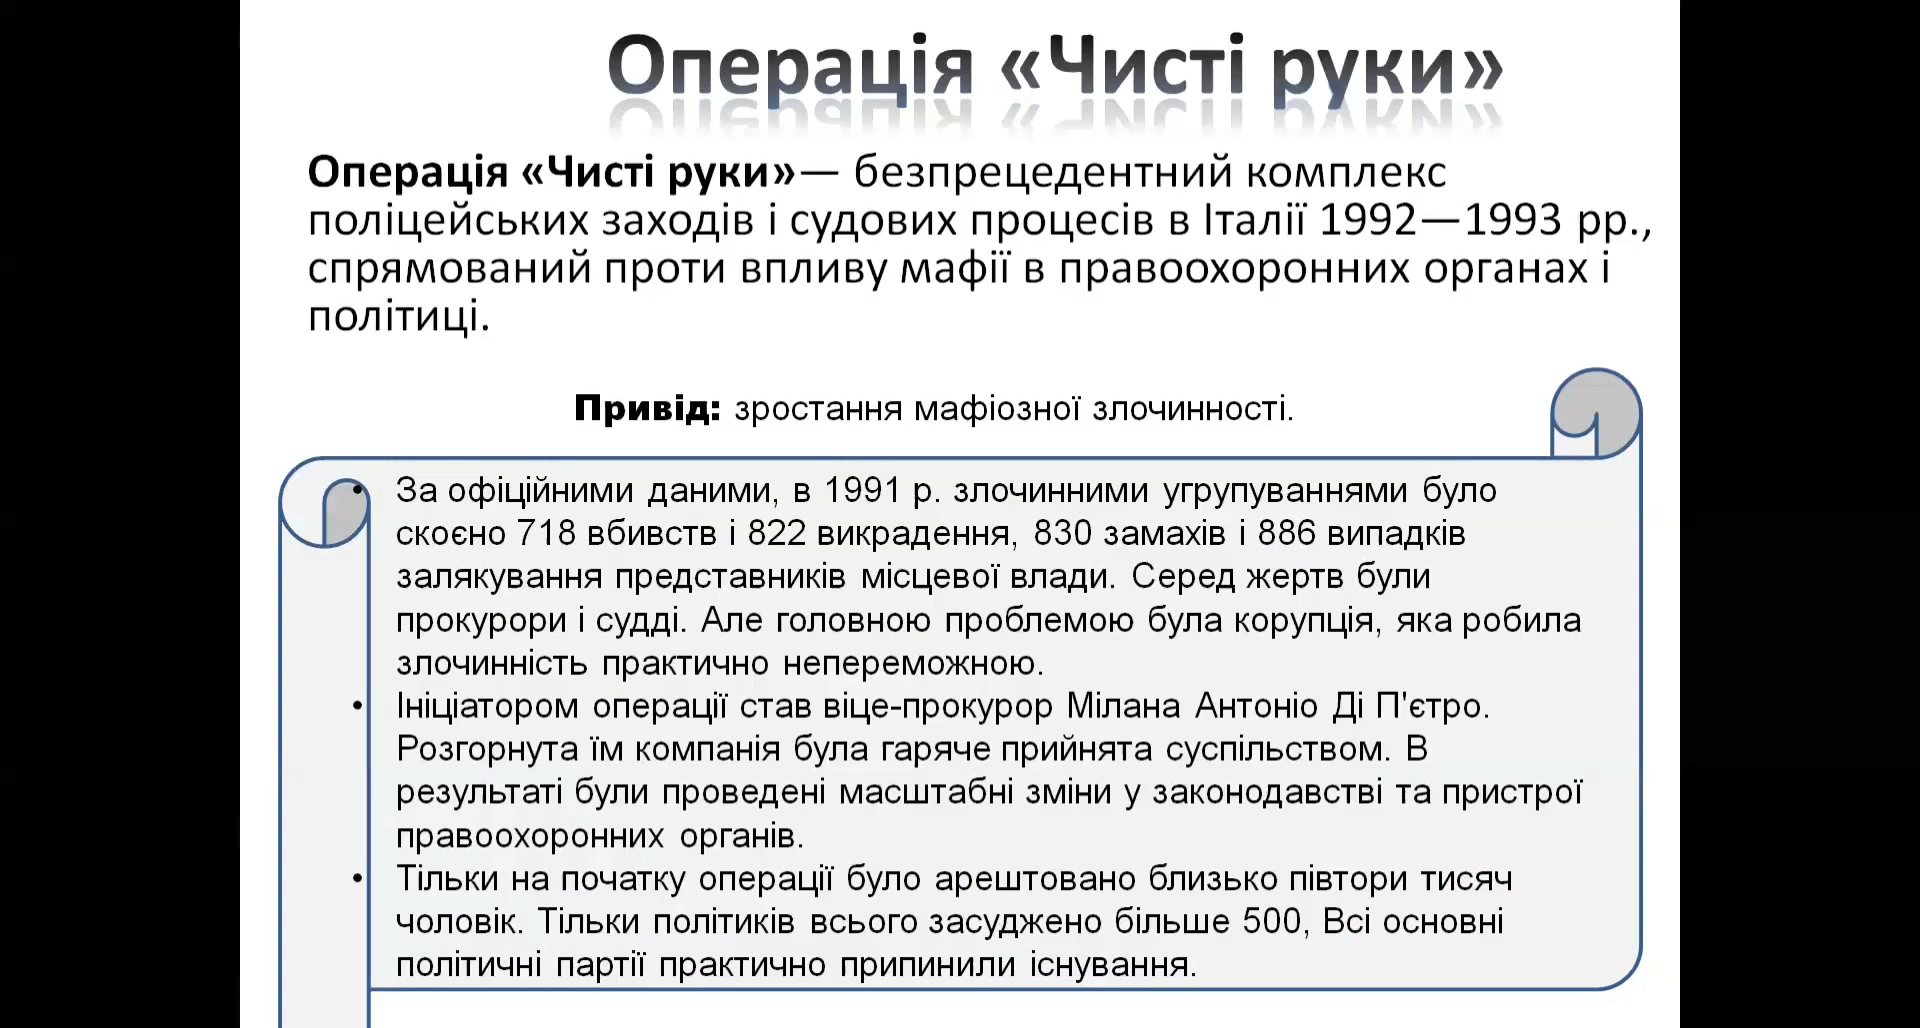 Операція «Чисті руки»
Операція «Чисті руки»— безпрецедентний комплекс
поліцейських заходів і судових процесів в Італії 1992—1993 рр.,
спрямований проти впливу мафії в правоохоронних органах і
політиці.
Привід: зростання мафіозної злочинності.
• За офіційними даними, в 1991 р. злочинними угрупуваннями було
скоєно 718 вбивств і 822 викрадення, 830 замахів і 886 випадків
залякування представників місцевої влади. Серед жертв були
прокурори і судді. Але головною проблемою була корупція, яка робила
злочинність практично непереможною.
• Ініціатором операції став віце-прокурор Мілана Антоніо Ді П'єтро.
Розгорнута їм компанія була гаряче прийнята суспільством. В
результаті були проведені масштабні зміни у законодавстві та пристрої
правоохоронних органів.
• Тільки на початку операції було арештовано близько півтори тисяч
чоловік. Тільки політиків всього засуджено більше 500, Всі основні
політичні партії практично припинили існування.